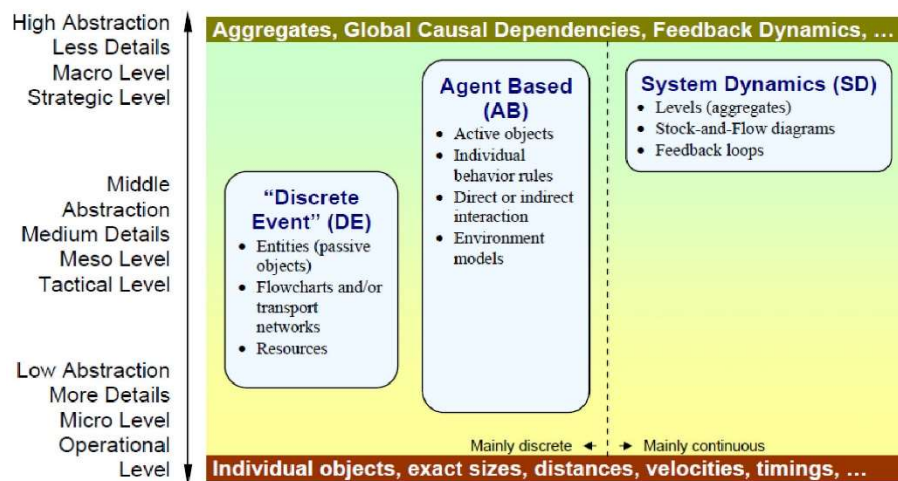 High Abstraction
Less Details
Macro Level
Strategic Level
Middle
Abstraction
Medium Details
Meso Level
Tactical Level
Low Abstraction
More Details
Micro Level
Operational
Level
Aggregates, Global Causal Dependencies, Feedback Dynamics, …
“Discrete
Event” (DE)
• Entities (passive
objects)
• Flowcharts and/or
transport
networks
• Resources
Agent Based
(AB)
• Active objects
• Individual
behavior rules
• Direct or indirect
interaction
• Environment
models
System Dynamics (SD)
• Levels (aggregates)
• Stock-and-Flow diagrams
• Feedback loops
Mainly discrete
Mainly continuous
Individual objects, exact sizes, distances, velocities, timings, …